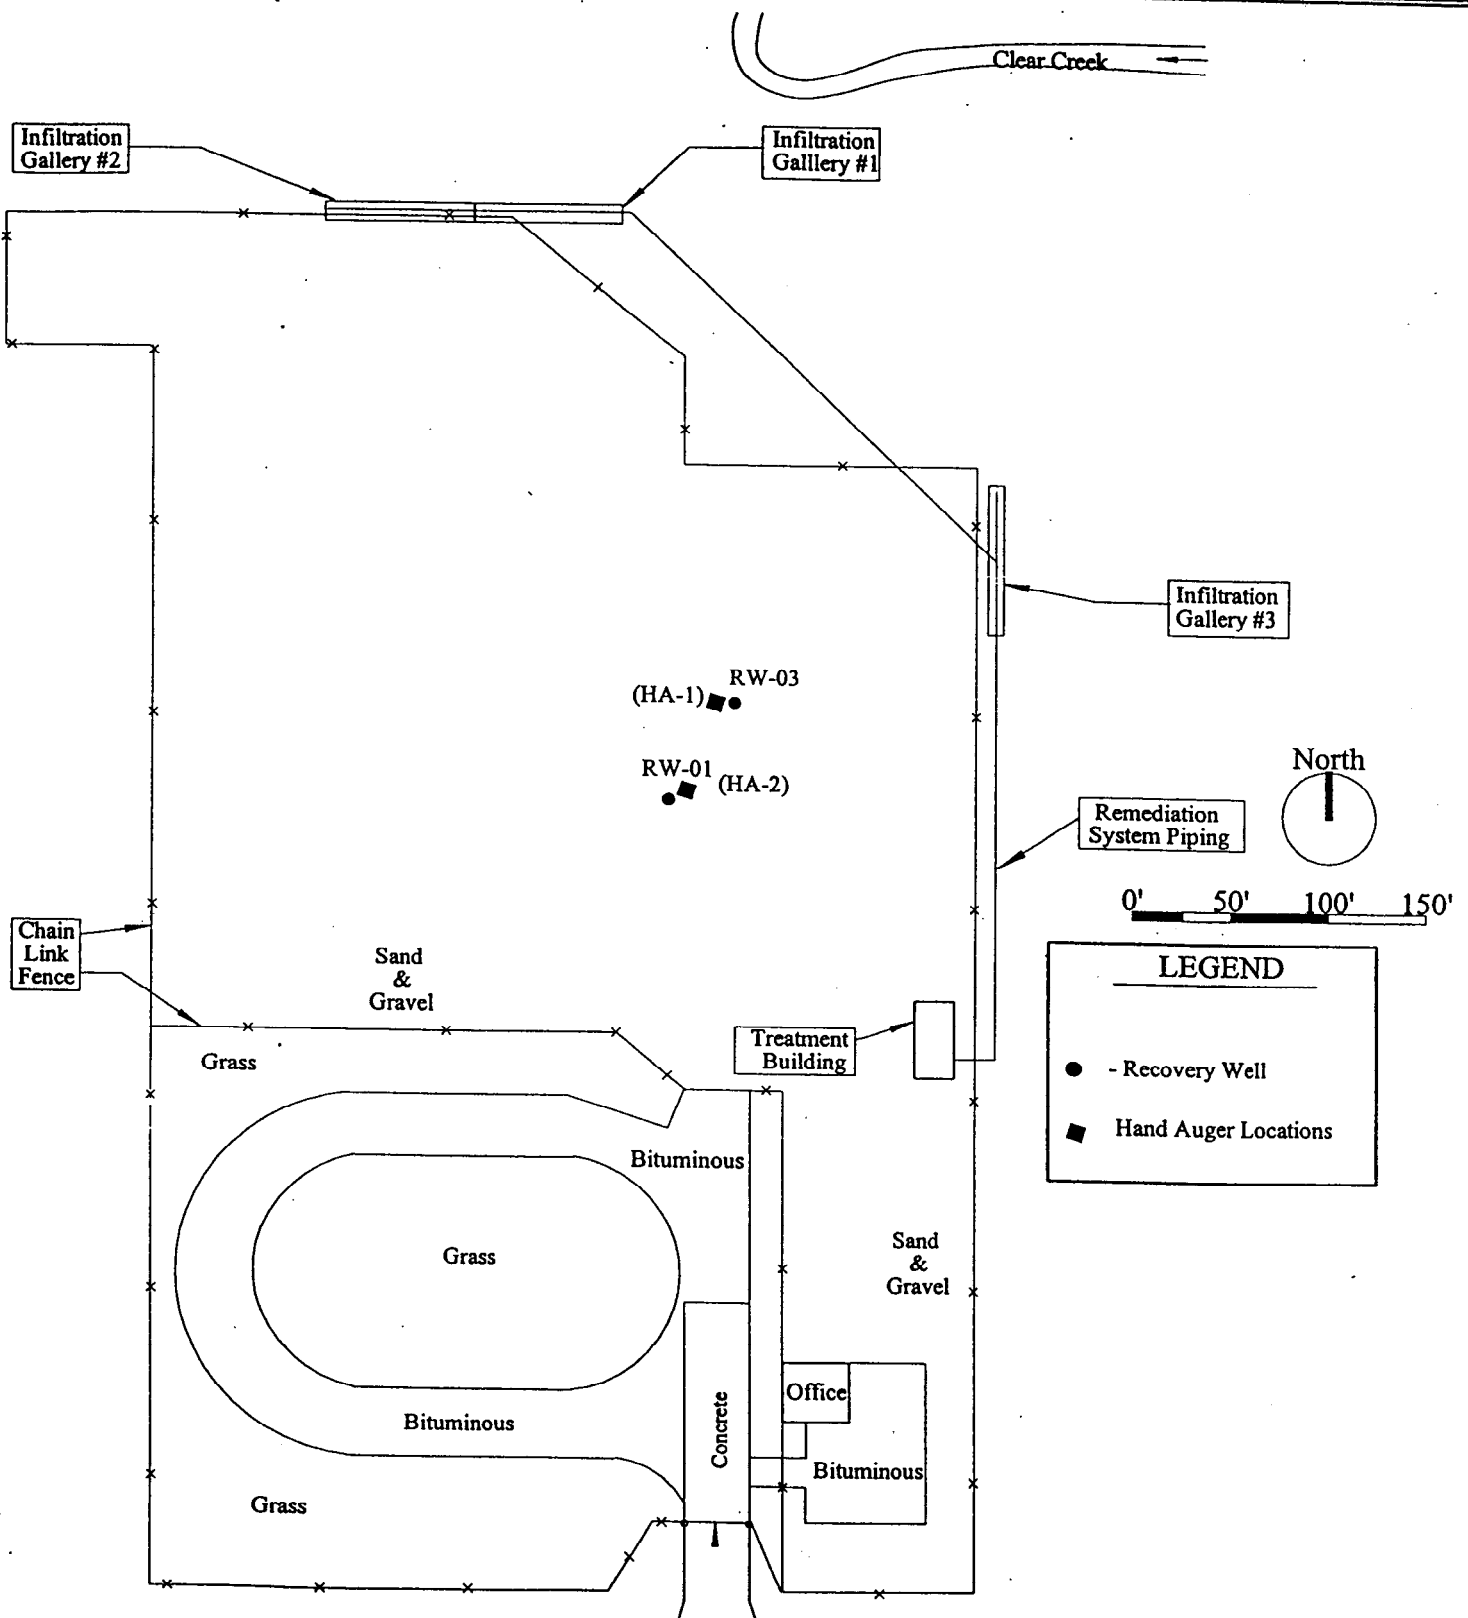 Clear Creek
Infiltration
Gallery #2
Infiltration
Galllery #1
Infiltration
Gallery #3
RW-03
(HA-1)
RW-01
(HA-2)
North
Remediation
System Piping
0' 50' 100' 150'
Chain
Link
Fence
Sand
&
Gravel
LEGEND
- Recovery Well
Hand Auger Locations
Treatment
Building
Grass
Bituminous
Grass
Sand
&
Gravel
Office
Concrete
Bituminous
Bituminous
Grass